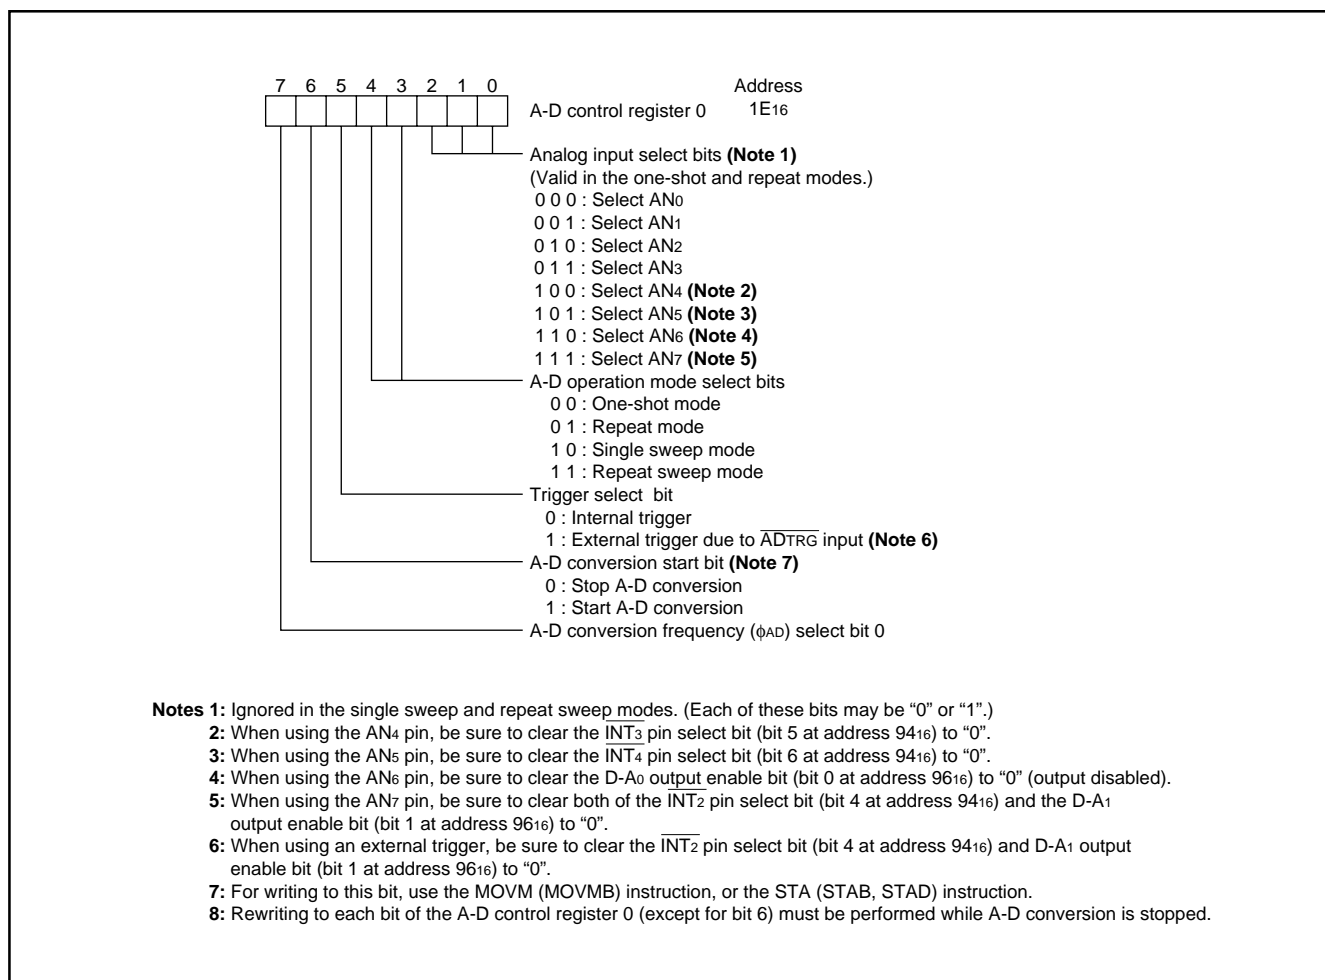 7 6 5 4 3 2 1 0
Address
A-D control register 0 1E16
Analog input select bits (Note 1)
(Valid in the one-shot and repeat modes.)
0 0 0 : Select AN0
0 0 1 : Select AN1
0 1 0 : Select AN2
0 1 1 : Select AN3
1 0 0 : Select AN4 (Note 2)
1 0 1 : Select AN5 (Note 3)
1 1 0 : Select AN6 (Note 4)
1 1 1 : Select AN7 (Note 5)
A-D operation mode select bits
0 0 : One-shot mode
0 1 : Repeat mode
1 0 : Single sweep mode
1 1 : Repeat sweep mode
Trigger select bit
0 : Internal trigger
1 : External trigger due to ADTRG input (Note 6)
A-D conversion start bit (Note 7)
0 : Stop A-D conversion
1 : Start A-D conversion
A-D conversion frequency (φAD) select bit 0
Notes 1: Ignored in the single sweep and repeat sweep modes. (Each of these bits may be “0” or “1”.)
2: When using the AN4 pin, be sure to clear the INT3 pin select bit (bit 5 at address 9416) to “0”.
3: When using the AN5 pin, be sure to clear the INT4 pin select bit (bit 6 at address 9416) to “0”.
4: When using the AN6 pin, be sure to clear the D-A0 output enable bit (bit 0 at address 9616) to “0” (output disabled).
5: When using the AN7 pin, be sure to clear both of the INT2 pin select bit (bit 4 at address 9416) and the D-A1
output enable bit (bit 1 at address 9616) to “0”.
6: When using an external trigger, be sure to clear the INT2 pin select bit (bit 4 at address 9416) and D-A1 output
enable bit (bit 1 at address 9616) to “0”.
7: For writing to this bit, use the MOVM (MOVMB) instruction, or the STA (STAB, STAD) instruction.
8: Rewriting to each bit of the A-D control register 0 (except for bit 6) must be performed while A-D conversion is stopped.